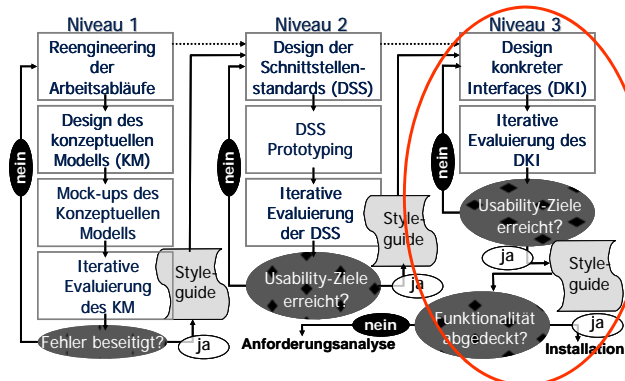 Niveau 1
Reengineering
der
Arbeitsabläufe
Design des
konzeptuellen
Modells (KM)
Mock-ups des
Konzeptuellen
Modells
Iterative
Evaluierung
des KM
Fehler beseitigt?
nein
ja
Style-
guide
Niveau 2
Design der
Schnittstellen-
standards (DSS)
DSS
Prototyping
Iterative
Evaluierung
der DSS
Usability-Ziele
erreicht?
nein
ja
Style-
guide
Niveau 3
Design
konkreter
Interfaces (DKI)
Iterative
Evaluierung des
DKI
Usability-Ziele
erreicht?
nein
ja
Style-
guide
Funktionalität
abgedeckt?
nein
ja
Anforderungsanalyse
Installation